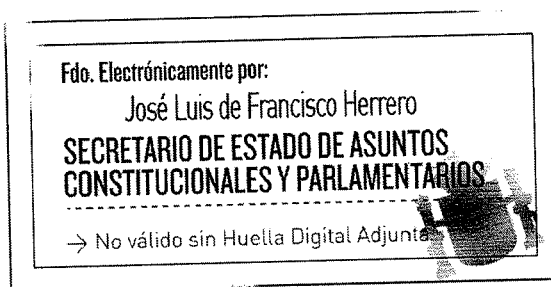 Fdo. Electrónicamente por:
José Luis de Francisco Herrero
SECRETARIO DE ESTADO DE ASUNTOS
CONSTITUCIONALES Y PARLAMENTARIOS
→ No válido sin Huella Digital Adjunta